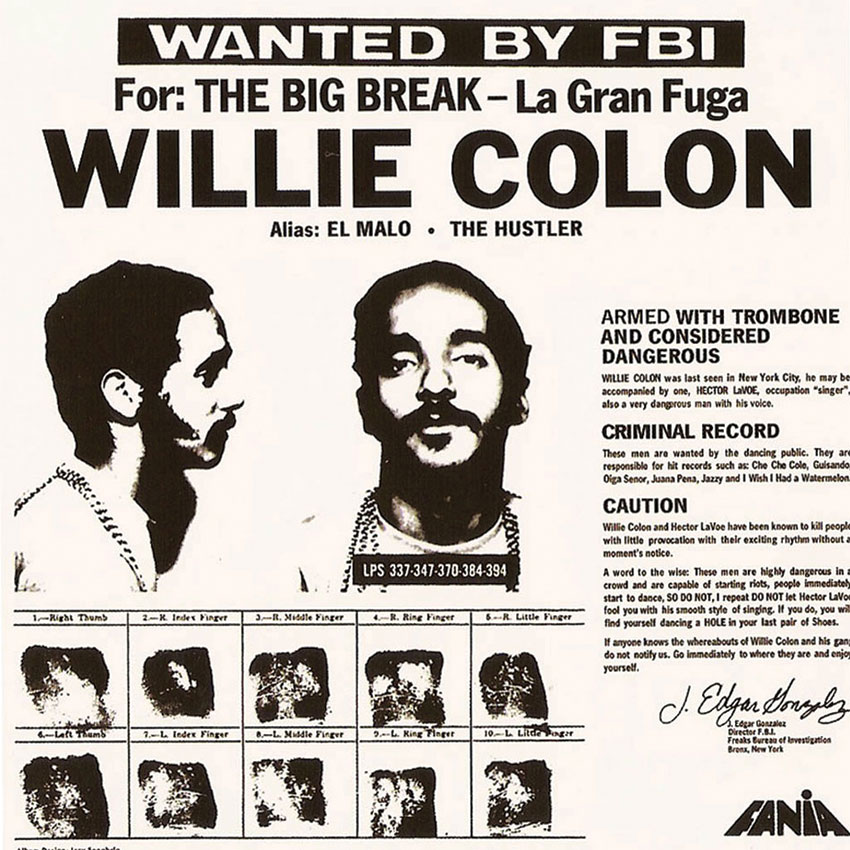 WANTED BY FBI
For: THE BIG BREAK – La Gran Fuga
WILLIE COLON
Alias: EL MALO • THE HUSTLER
ARMED WITH TROMBONE
AND CONSIDERED
DANGEROUS
WILLIE COLON was last seen in New York City, he may be
accompanied by one, HECTOR LaVOE, occupation "singer",
also a very dangerous man with his voice.
CRIMINAL RECORD
These men are wanted by the dancing public. They are
responsible for hit records such as: Che Che Cole, Guisando
Oiga Senor, Juana Pena, Jazzy and I Wish I Had a Watermelon.
CAUTION
Willie Colon and Hector LaVoe have been known to kill people
with little provocation with their exciting rhythm without a
moment's notice.
A word to the wise: These men are highly dangerous in a
crowd and are capable of starting riots, people immediately
start to dance, SO DO NOT, I repeat DO NOT let Hector LaVoe
fool you with his smooth style of singing. If you do, you will
find yourself dancing a HOLE in your last pair of Shoes.
If anyone knows the whereabouts of Willie Colon and his gang
do not notify us. Go immediately to where they are and enjoy
yourself.
J. Edgar Gonzalez
J. Edgar Gonzalez
Director F.B.I.
Freaks Bureau of Investigation
Bronx, New York
LPS 337-347-370-384-394
1.—Right Thumb 2.—R. Index Finger 3.—R. Middle Finger 4.—R. Ring Finger 5.—R. Little Finger
6.—Left Thumb 7.—L. Index Finger 8.—L. Middle Finger 9.—L. Ring Finger 10.—L. Little Finger
FANIA